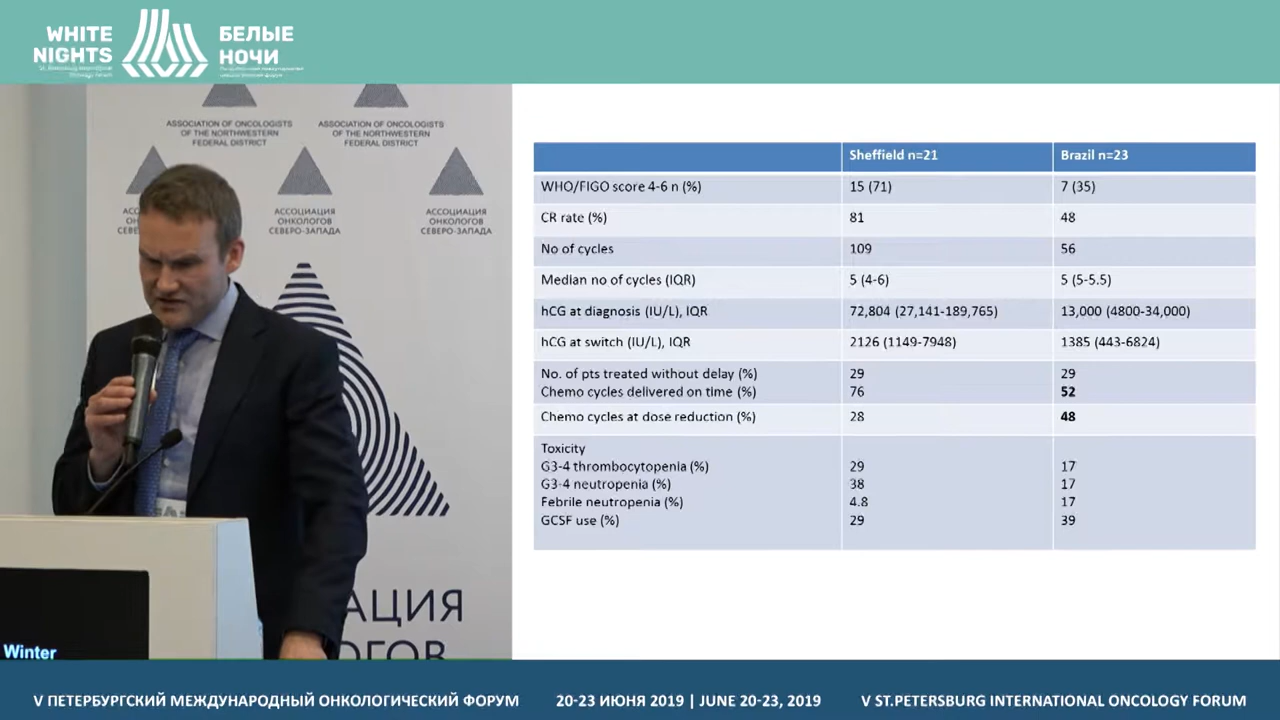 WHITE
NIGHTS
БЕЛЫЕ
НОЧИ
ASSOCIATION OF ONCOLOGISTS
OF THE NORTHWESTERN
FEDERAL DISTRICT
ASSOCIATION OF ONCOLOGISTS
OF THE NORTHWESTERN
FEDERAL DISTRICT
АССОЦИАЦИЯ
ОНКОЛОГОВ
СЕВЕРО-ЗАПАДА
АССОЦИАЦИЯ
ОНКОЛОГОВ
СЕВЕРО-ЗАПАДА
АЦИЯ
ОГОВ
Winter
Sheffield n=21 Brazil n=23
WHO/FIGO score 4-6 n (%) 15 (71) 7 (35)
CR rate (%) 81 48
No of cycles 109 56
Median no of cycles (IQR) 5 (4-6) 5 (5-5.5)
hCG at diagnosis (IU/L), IQR 72,804 (27,141-189,765) 13,000 (4800-34,000)
hCG at switch (IU/L), IQR 2126 (1149-7948) 1385 (443-6824)
No. of pts treated without delay (%) 29 29
Chemo cycles delivered on time (%) 76 52
Chemo cycles at dose reduction (%) 28 48
Toxicity
G3-4 thrombocytopenia (%) 29 17
G3-4 neutropenia (%) 38 17
Febrile neutropenia (%) 4.8 17
GCSF use (%) 29 39
V ПЕТЕРБУРГСКИЙ МЕЖДУНАРОДНЫЙ ОНКОЛОГИЧЕСКИЙ ФОРУМ 20-23 ИЮНЯ 2019 | JUNE 20-23, 2019 V ST.PETERSBURG INTERNATIONAL ONCOLOGY FORUM